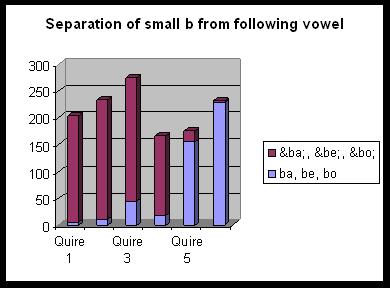 Separation of small b from following vowel
300
250
200
150
100
50
0
Quire 1
Quire 3
Quire 5
&ba;, &be;, &bo;
ba, be, bo